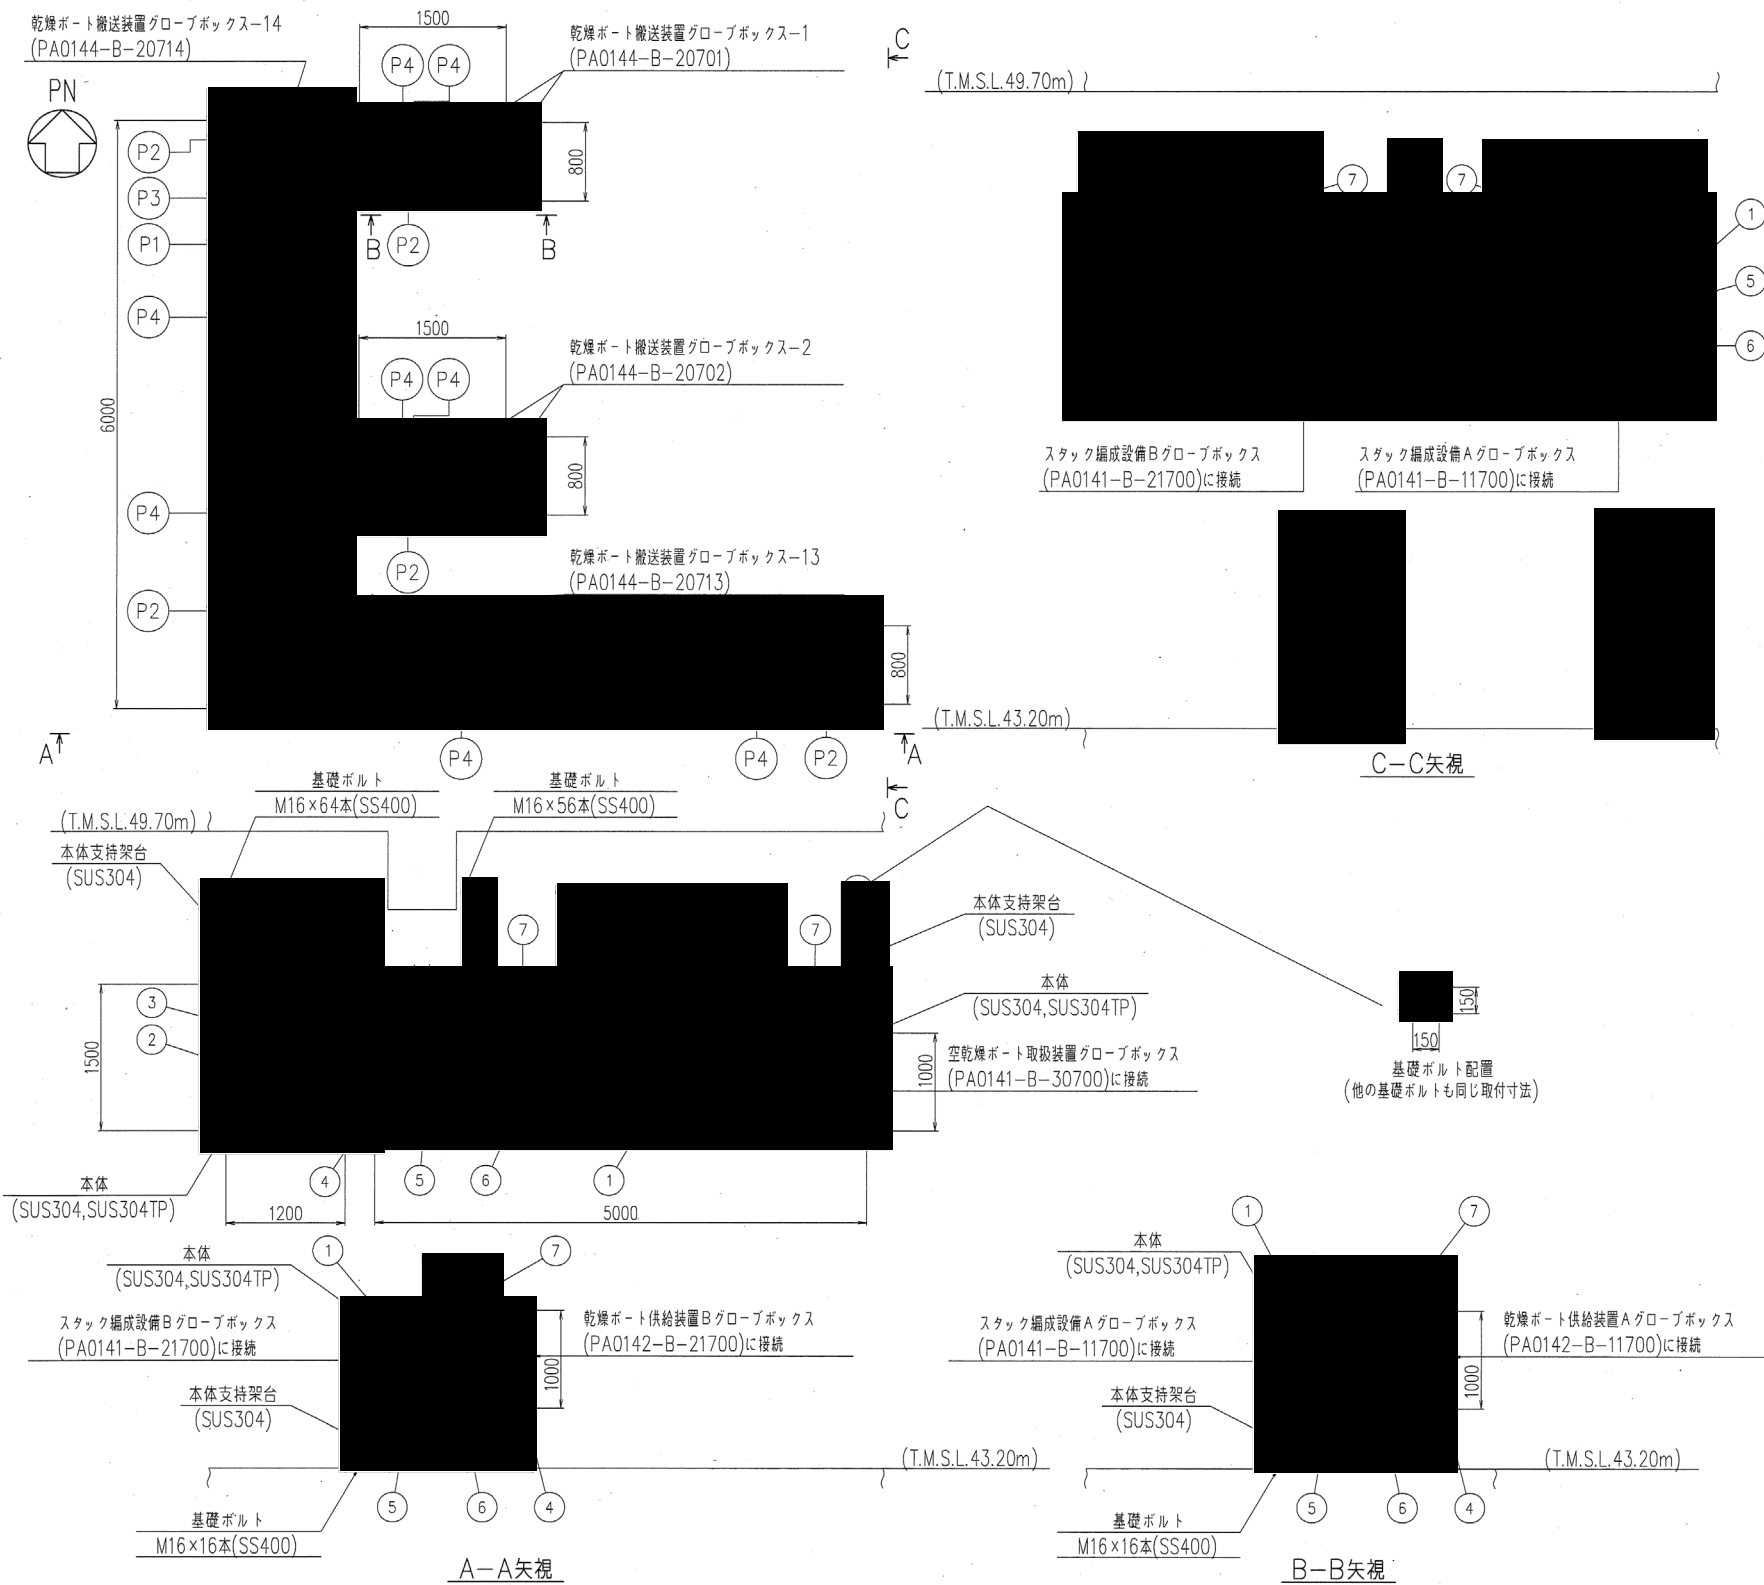 乾燥ボート搬送装置グローブボックス－14
(PA0144-B-20714)
PN
1500
P4
P4
乾燥ボート搬送装置グローブボックス－1
(PA0144-B-20701)
800
P2
P3
P1
P4
P4
P2
6000
B
B
P2
1500
P4
P4
乾燥ボート搬送装置グローブボックス－2
(PA0144-B-20702)
800
P2
乾燥ボート搬送装置グローブボックス－13
(PA0144-B-20713)
800
A
A
P4
P4
P2
C
C
(T.M.S.L.49.70m)
7
7
1
5
6
スタック編成設備Bグローブボックス
(PA0141-B-21700)に接続
スタック編成設備Aグローブボックス
(PA0141-B-11700)に接続
(T.M.S.L.43.20m)
C－C矢視
基礎ボルト
M16×64本(SS400)
基礎ボルト
M16×56本(SS400)
(T.M.S.L.49.70m)
本体支持架台
(SUS304)
7
7
本体支持架台
(SUS304)
本体
(SUS304,SUS304TP)
3
2
1500
1000
空乾燥ボート取扱装置グローブボックス
(PA0141-B-30700)に接続
150
150
基礎ボルト配置
(他の基礎ボルトも同じ取付寸法)
本体
(SUS304,SUS304TP)
4
5
6
1
1200
5000
本体
(SUS304,SUS304TP)
1
7
スタック編成設備Bグローブボックス
(PA0141-B-21700)に接続
乾燥ボート供給装置Bグローブボックス
(PA0142-B-21700)に接続
1000
本体支持架台
(SUS304)
(T.M.S.L.43.20m)
5
6
4
基礎ボルト
M16×16本(SS400)
A－A矢視
1
7
本体
(SUS304,SUS304TP)
スタック編成設備Aグローブボックス
(PA0141-B-11700)に接続
乾燥ボート供給装置Aグローブボックス
(PA0142-B-11700)に接続
1000
本体支持架台
(SUS304)
(T.M.S.L.43.20m)
5
6
4
基礎ボルト
M16×16本(SS400)
B－B矢視